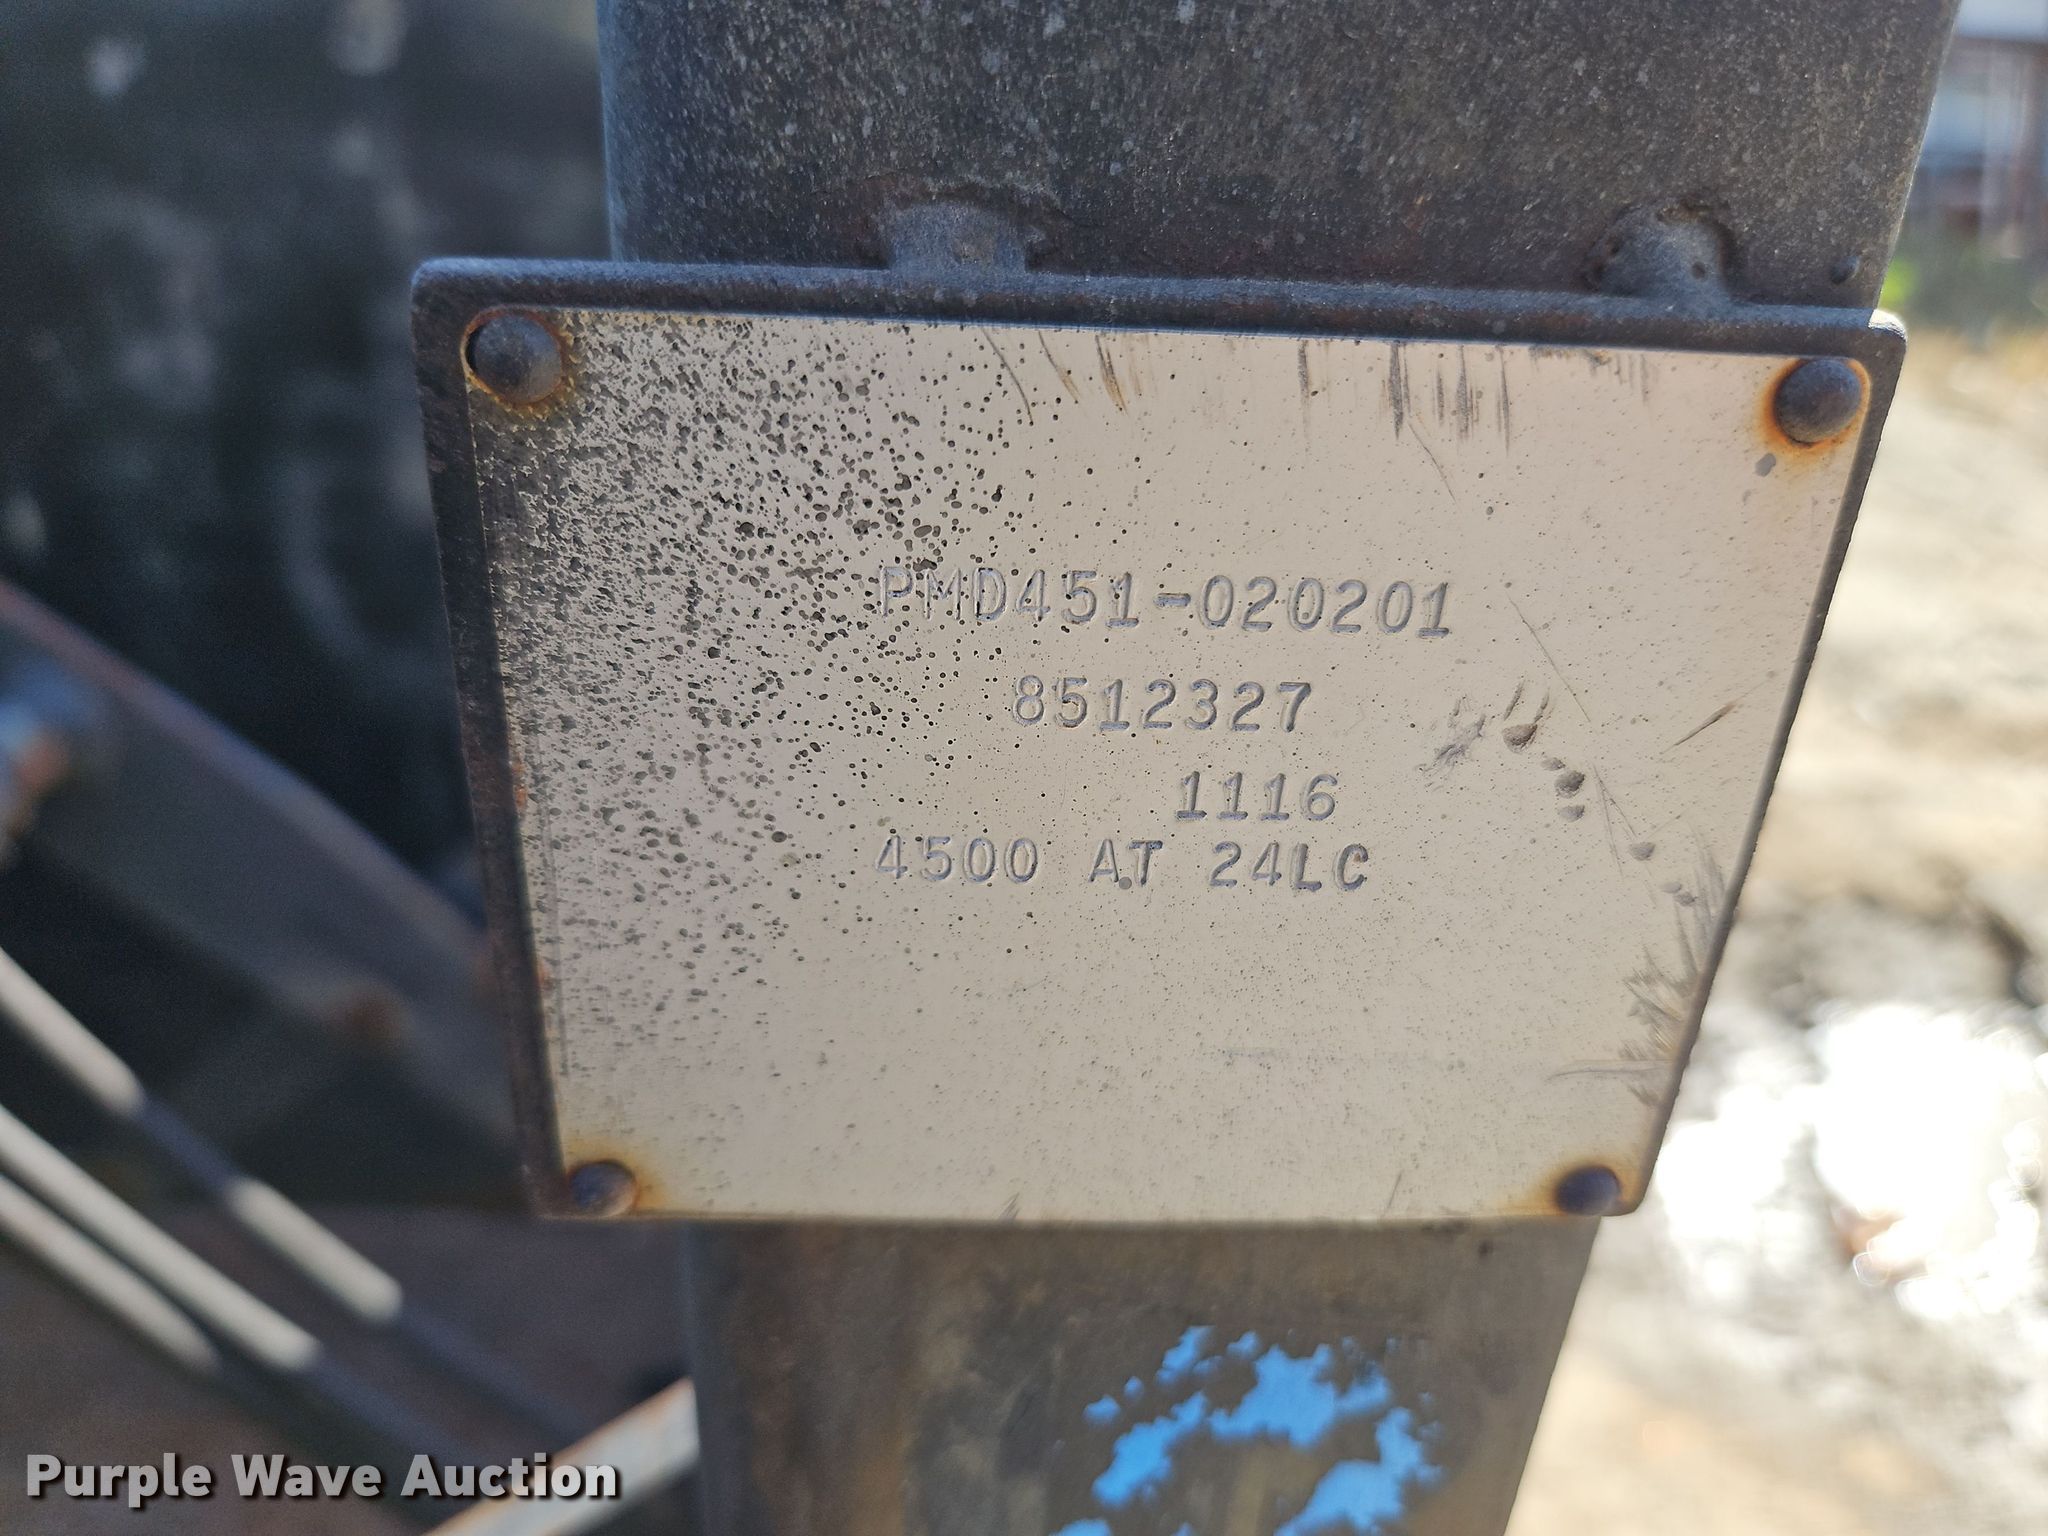 PMD451-020201
8512327
1116
4500 AT 24LC
Purple Wave Auction